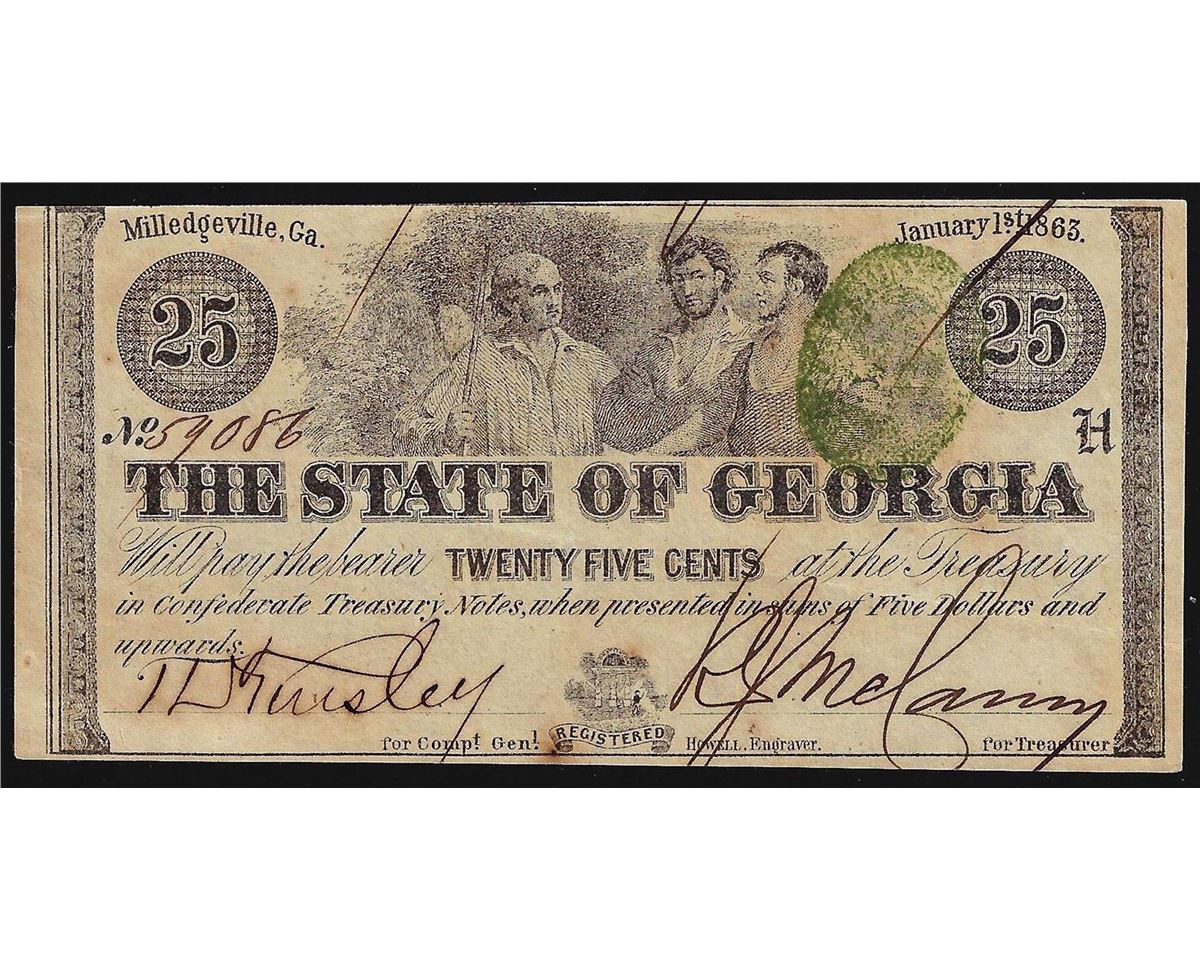 Milledgeville, Ga.
January 1st. 1863.
25
25
No. 59086
H
THE STATE OF GEORGIA
Will pay the bearer TWENTY FIVE CENTS at the Treasury
in Confederate Treasury Notes, when presented in sums of Five Dollars and
upwards.
for Compt. Genl.
REGISTERED
Howell, Engraver.
for Treasurer